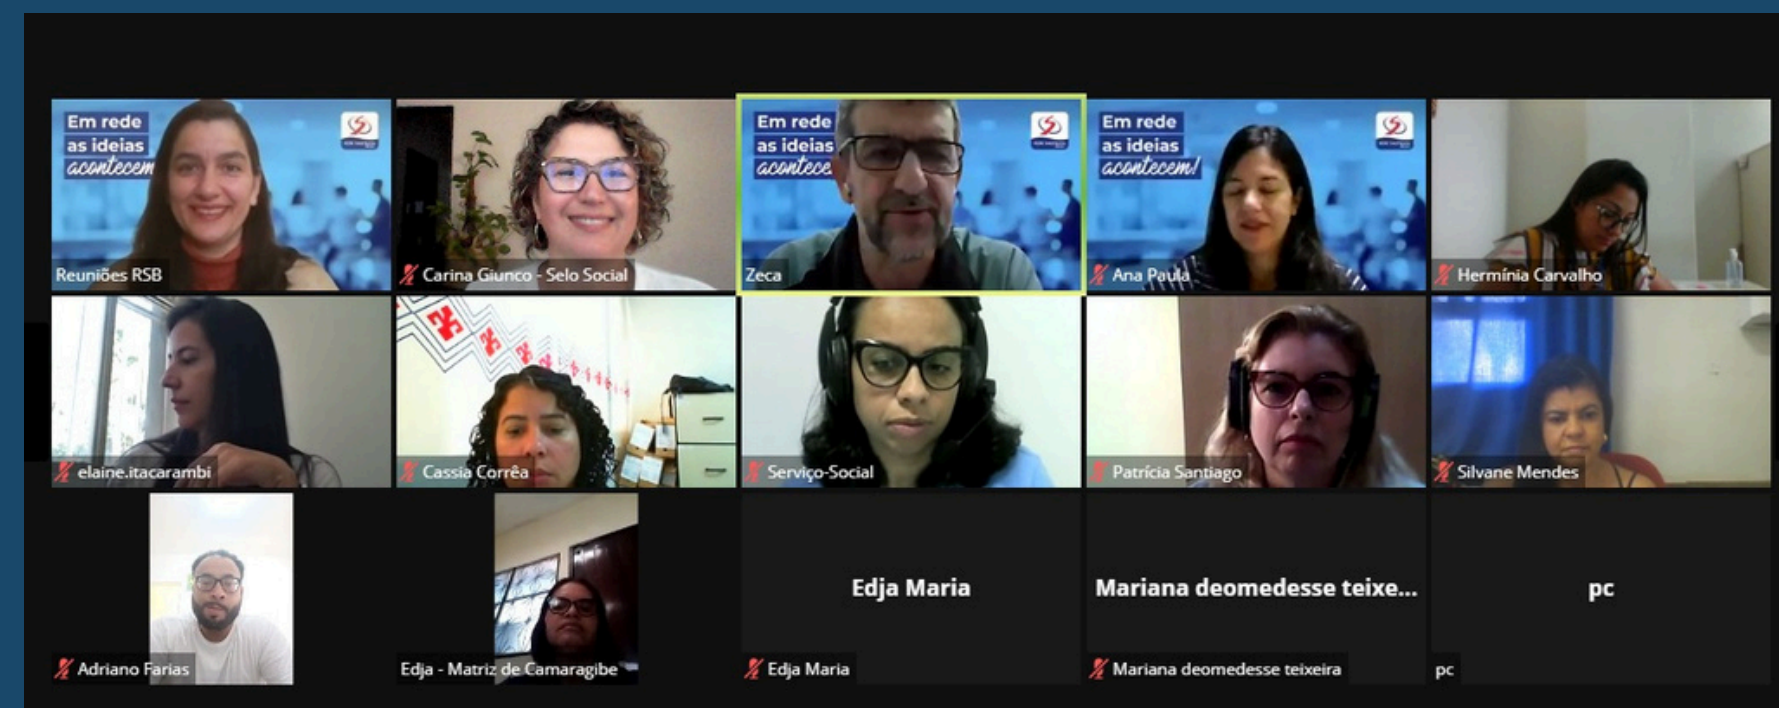 Em rede
as ideias
acontecem
Reuniões RSB
Carina Giunco - Selo Social
Em rede
as ideias
acontece
Zeca
Em rede
as ideias
acontecem!
Ana Paula
Hermínia Carvalho
elaine.itacarambi
Cassia Corrêa
Serviço-Social
Patrícia Santiago
Silvane Mendes
Adriano Farias
Edja - Matriz de Camaragibe
Edja Maria
Edja Maria
Mariana deomedesse teixe...
Mariana deomedesse teixeira
pc
pc